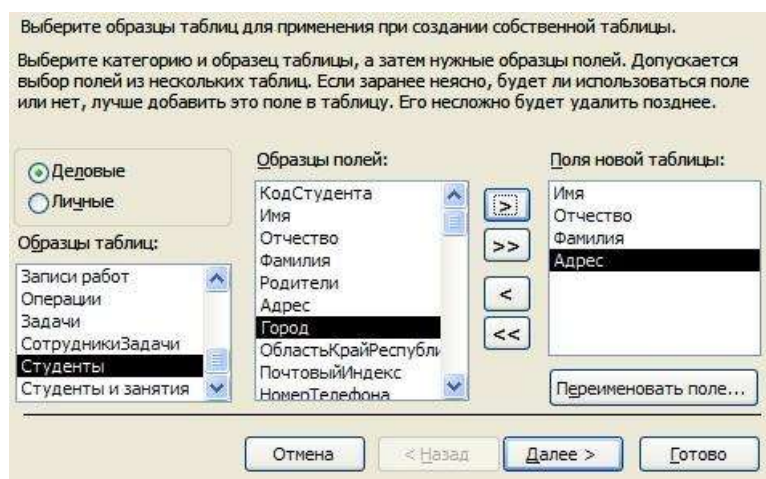 Выберите образцы таблиц для применения при создании собственной таблицы.
Выберите категорию и образец таблицы, а затем нужные образцы полей. Допускается
выбор полей из нескольких таблиц. Если заранее неясно, будет ли использоваться поле
или нет, лучше добавить это поле в таблицу. Его несложно будет удалить позднее.
Деловые
Личные
Образцы таблиц:
Записи работ
Операции
Задачи
СотрудникиЗадачи
Студенты
Студенты и занятия
Образцы полей:
КодСтудента
Имя
Отчество
Фамилия
Родители
Адрес
Город
ОбластьКрайРеспубли
ПочтовыйИндекс
НомерТелефона
>
>>
<
<<
Поля новой таблицы:
Имя
Отчество
Фамилия
Адрес
Переименовать поле...
Отмена
< Назад
Далее >
Готово